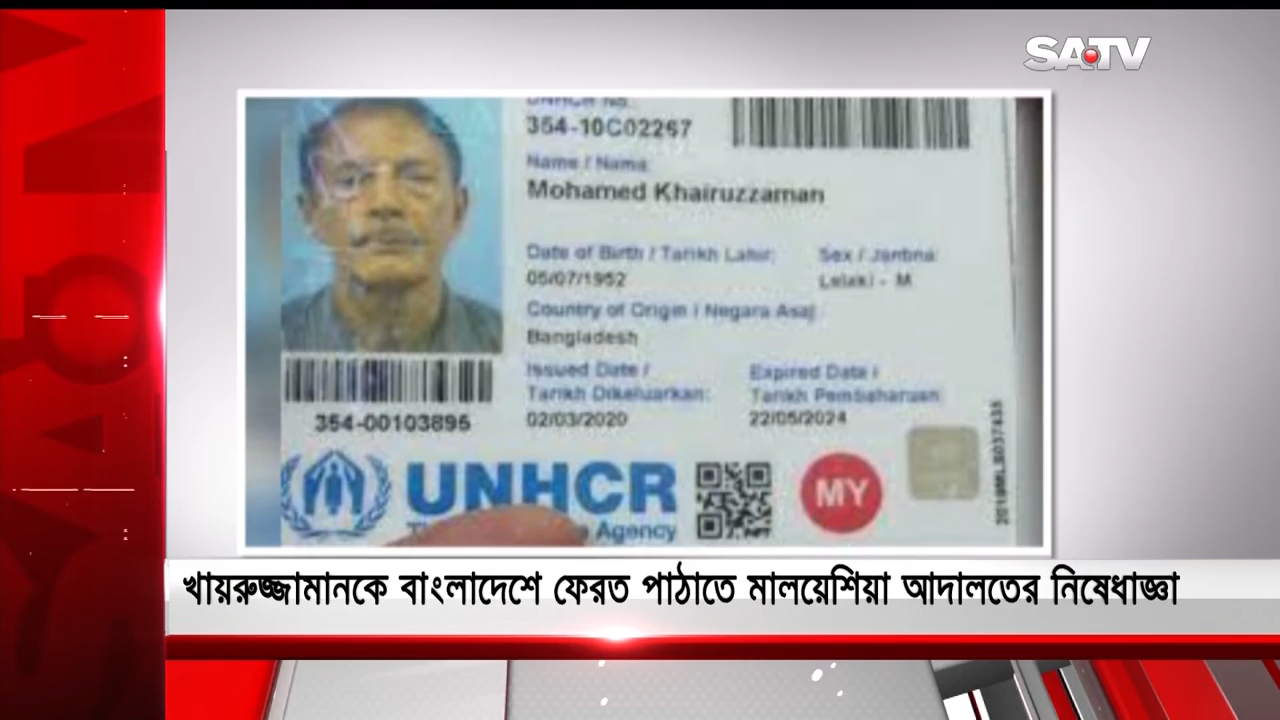 SATV
UNHCR No.
354-10C02267
Name / Nama:
Mohamed Khairuzzaman
Date of Birth / Tarikh Lahir: Sex / Jantina:
05/07/1952 Lelaki - M
Country of Origin / Negara Asal:
Bangladesh
Issued Date / Expired Date /
Tarikh Dikeluarkan: Tarikh Pembaharuan:
02/03/2020 22/05/2024
354-00103895
UNHCR
MY
Agency
খায়রুজ্জামানকে বাংলাদেশে ফেরত পাঠাতে মালয়েশিয়া আদালতের নিষেধাজ্ঞা